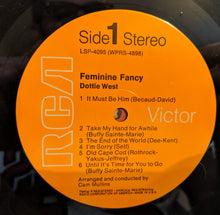 Side 1 Stereo
LSP-4095 (WPRS-4898)
Feminine Fancy
Dottie West
1 It Must Be Him (Becaud-David)
RCA
Victor
2 Take My Hand for Awhile
(Buffy Sainte-Marie)
3 The End of the World (Dee-Kent)
4 I'm Sorry (Self)
5 Old Cape Cod (Rothrock-
Yakus-Jeffrey)
6 Until It's Time for You to Go
(Buffy Sainte-Marie)
Arranged and conducted by
Cam Mullins